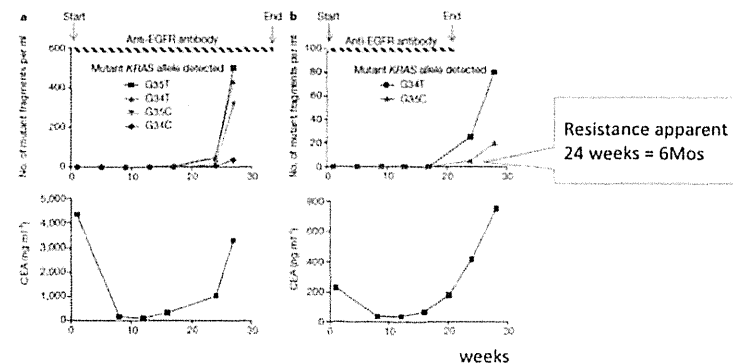 a
Start
End
Anti-EGFR antibody
No. of mutant fragments per ml
600
400
200
0
Mutant KRAS allele detected
G35T
G34T
G35C
G34C
0
10
20
30
CEA (ng ml⁻¹)
5,000
4,000
3,000
2,000
1,000
0
0
10
20
30
b
Start
End
Anti-EGFR antibody
No. of mutant fragments per ml
100
80
60
40
20
0
Mutant KRAS allele detected
G34T
G35C
0
10
20
30
CEA (ng ml⁻¹)
800
600
400
200
0
0
10
20
30
weeks
Resistance apparent
24 weeks = 6Mos